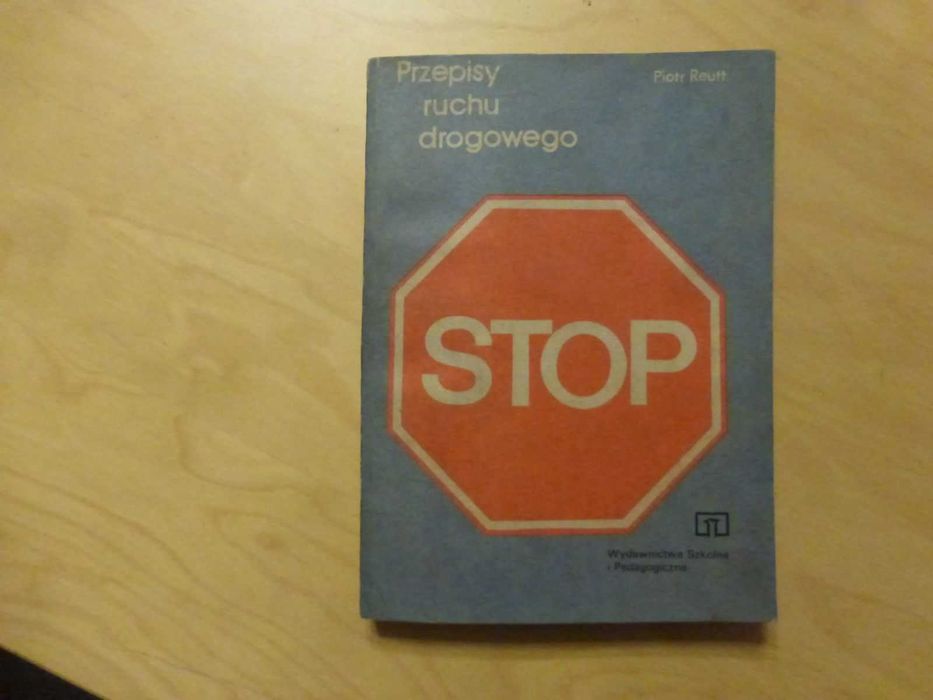 Przepisy
ruchu
drogowego
Piotr Reutt
STOP
Wydawnictwa Szkolne
i Pedagogiczne